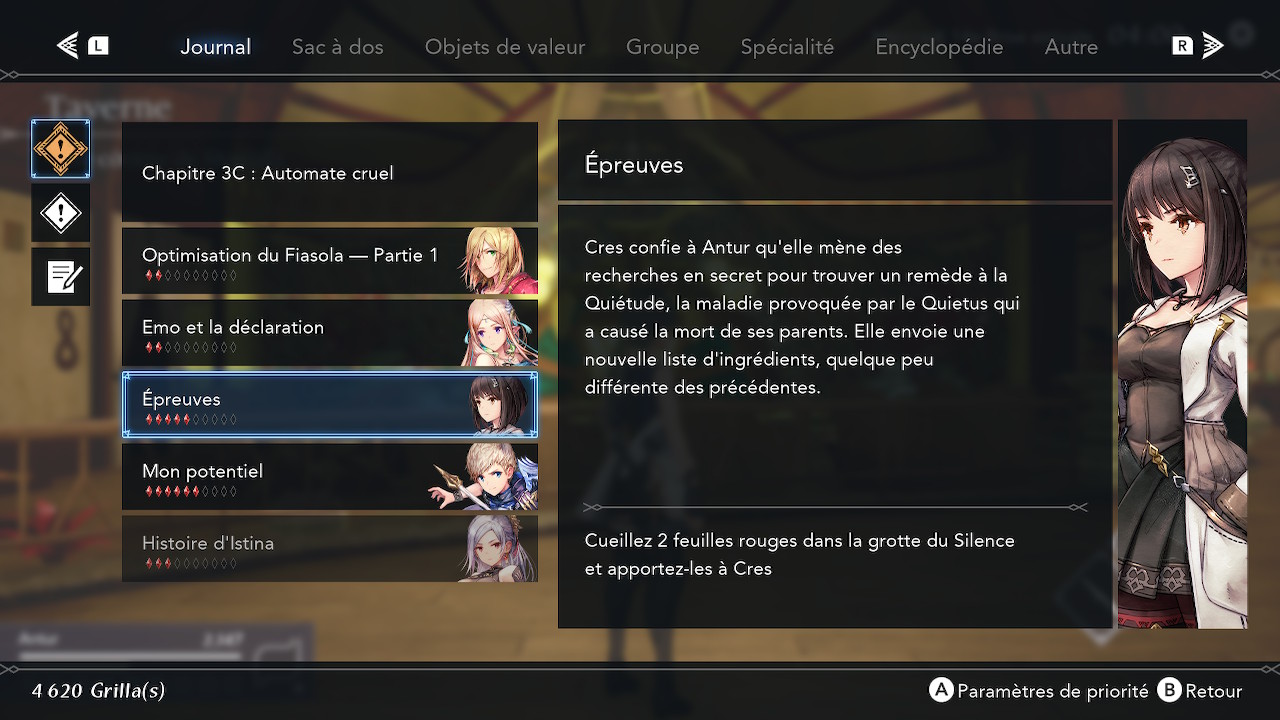 L
Journal
Sac à dos
Objets de valeur
Groupe
Spécialité
Encyclopédie
Autre
R
Taverne
Chapitre 3C : Automate cruel
Optimisation du Fiasola — Partie 1
Emo et la déclaration
Épreuves
Mon potentiel
Histoire d'Istina
Épreuves
Cres confie à Antur qu'elle mène des
recherches en secret pour trouver un remède à la
Quiétude, la maladie provoquée par le Quietus qui
a causé la mort de ses parents. Elle envoie une
nouvelle liste d'ingrédients, quelque peu
différente des précédentes.
Cueillez 2 feuilles rouges dans la grotte du Silence
et apportez-les à Cres
Antur
4 620 Grilla(s)
A Paramètres de priorité
B Retour